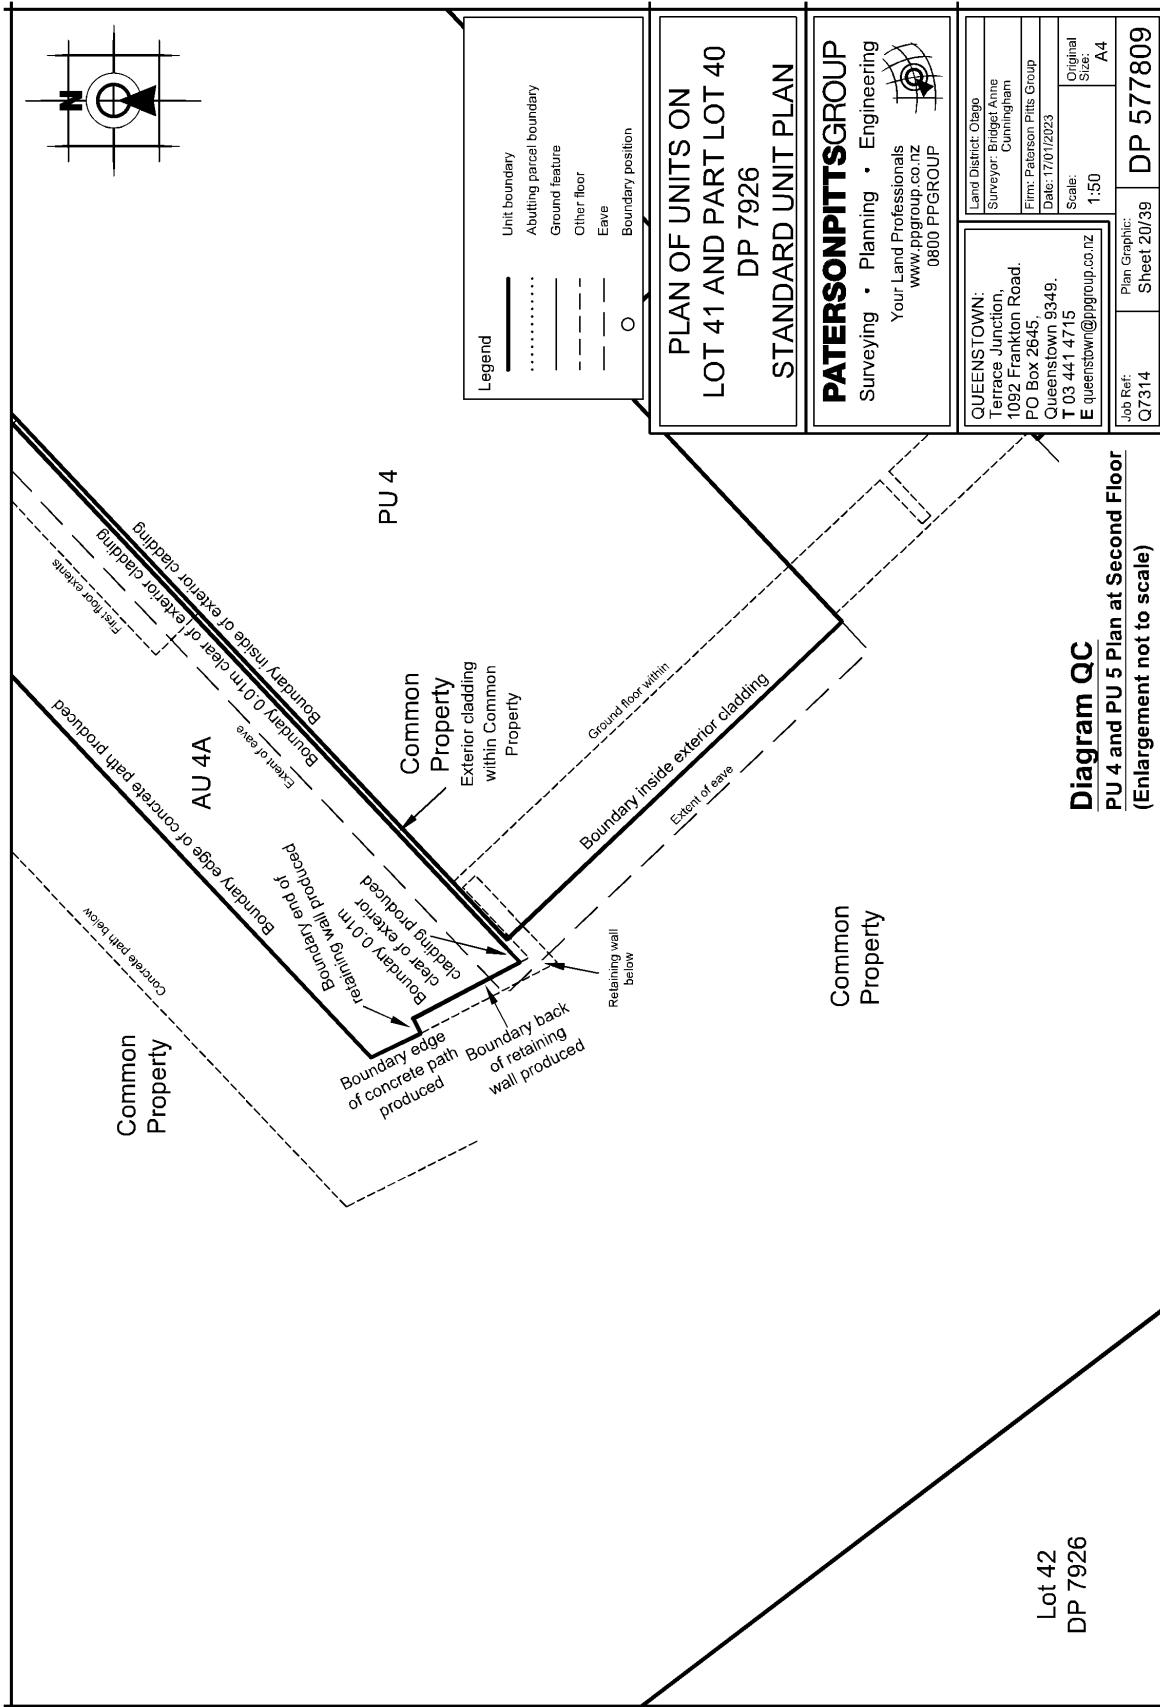 N
Legend
Unit boundary
Abutting parcel boundary
Ground feature
Other floor
Eave
Boundary position
PLAN OF UNITS ON
LOT 41 AND PART LOT 40
DP 7926
STANDARD UNIT PLAN
PATERSONPITTSGROUP
Surveying • Planning • Engineering
Your Land Professionals
www.ppgroup.co.nz
0800 PPGROUP
QUEENSTOWN:
Terrace Junction,
1092 Frankton Road.
PO Box 2645,
Queenstown 9349.
T 03 441 4715
E queenstown@ppgroup.co.nz
Land District: Otago
Surveyor: Bridget Anne
Cunningham
Firm: Paterson Pitts Group
Date: 17/01/2023
Scale:
1:50
Original
Size:
A4
Job Ref:
Q7314
Plan Graphic:
Sheet 20/39
DP 577809
PU 4
First floor extents
Boundary inside of exterior cladding
Boundary 0.01m clear of exterior cladding
Extent of eave
AU 4A
Boundary edge of concrete path produced
Concrete path below
Common
Property
Common
Property
Exterior cladding
within Common
Property
Boundary end of
retaining wall produced
Boundary 0.01m
clear of exterior
cladding produced
Boundary edge
of concrete path
produced
Boundary back
of retaining
wall produced
Retaining wall
below
Ground floor within
Boundary inside exterior cladding
Extent of eave
Common
Property
Diagram QC
PU 4 and PU 5 Plan at Second Floor
(Enlargement not to scale)
Lot 42
DP 7926